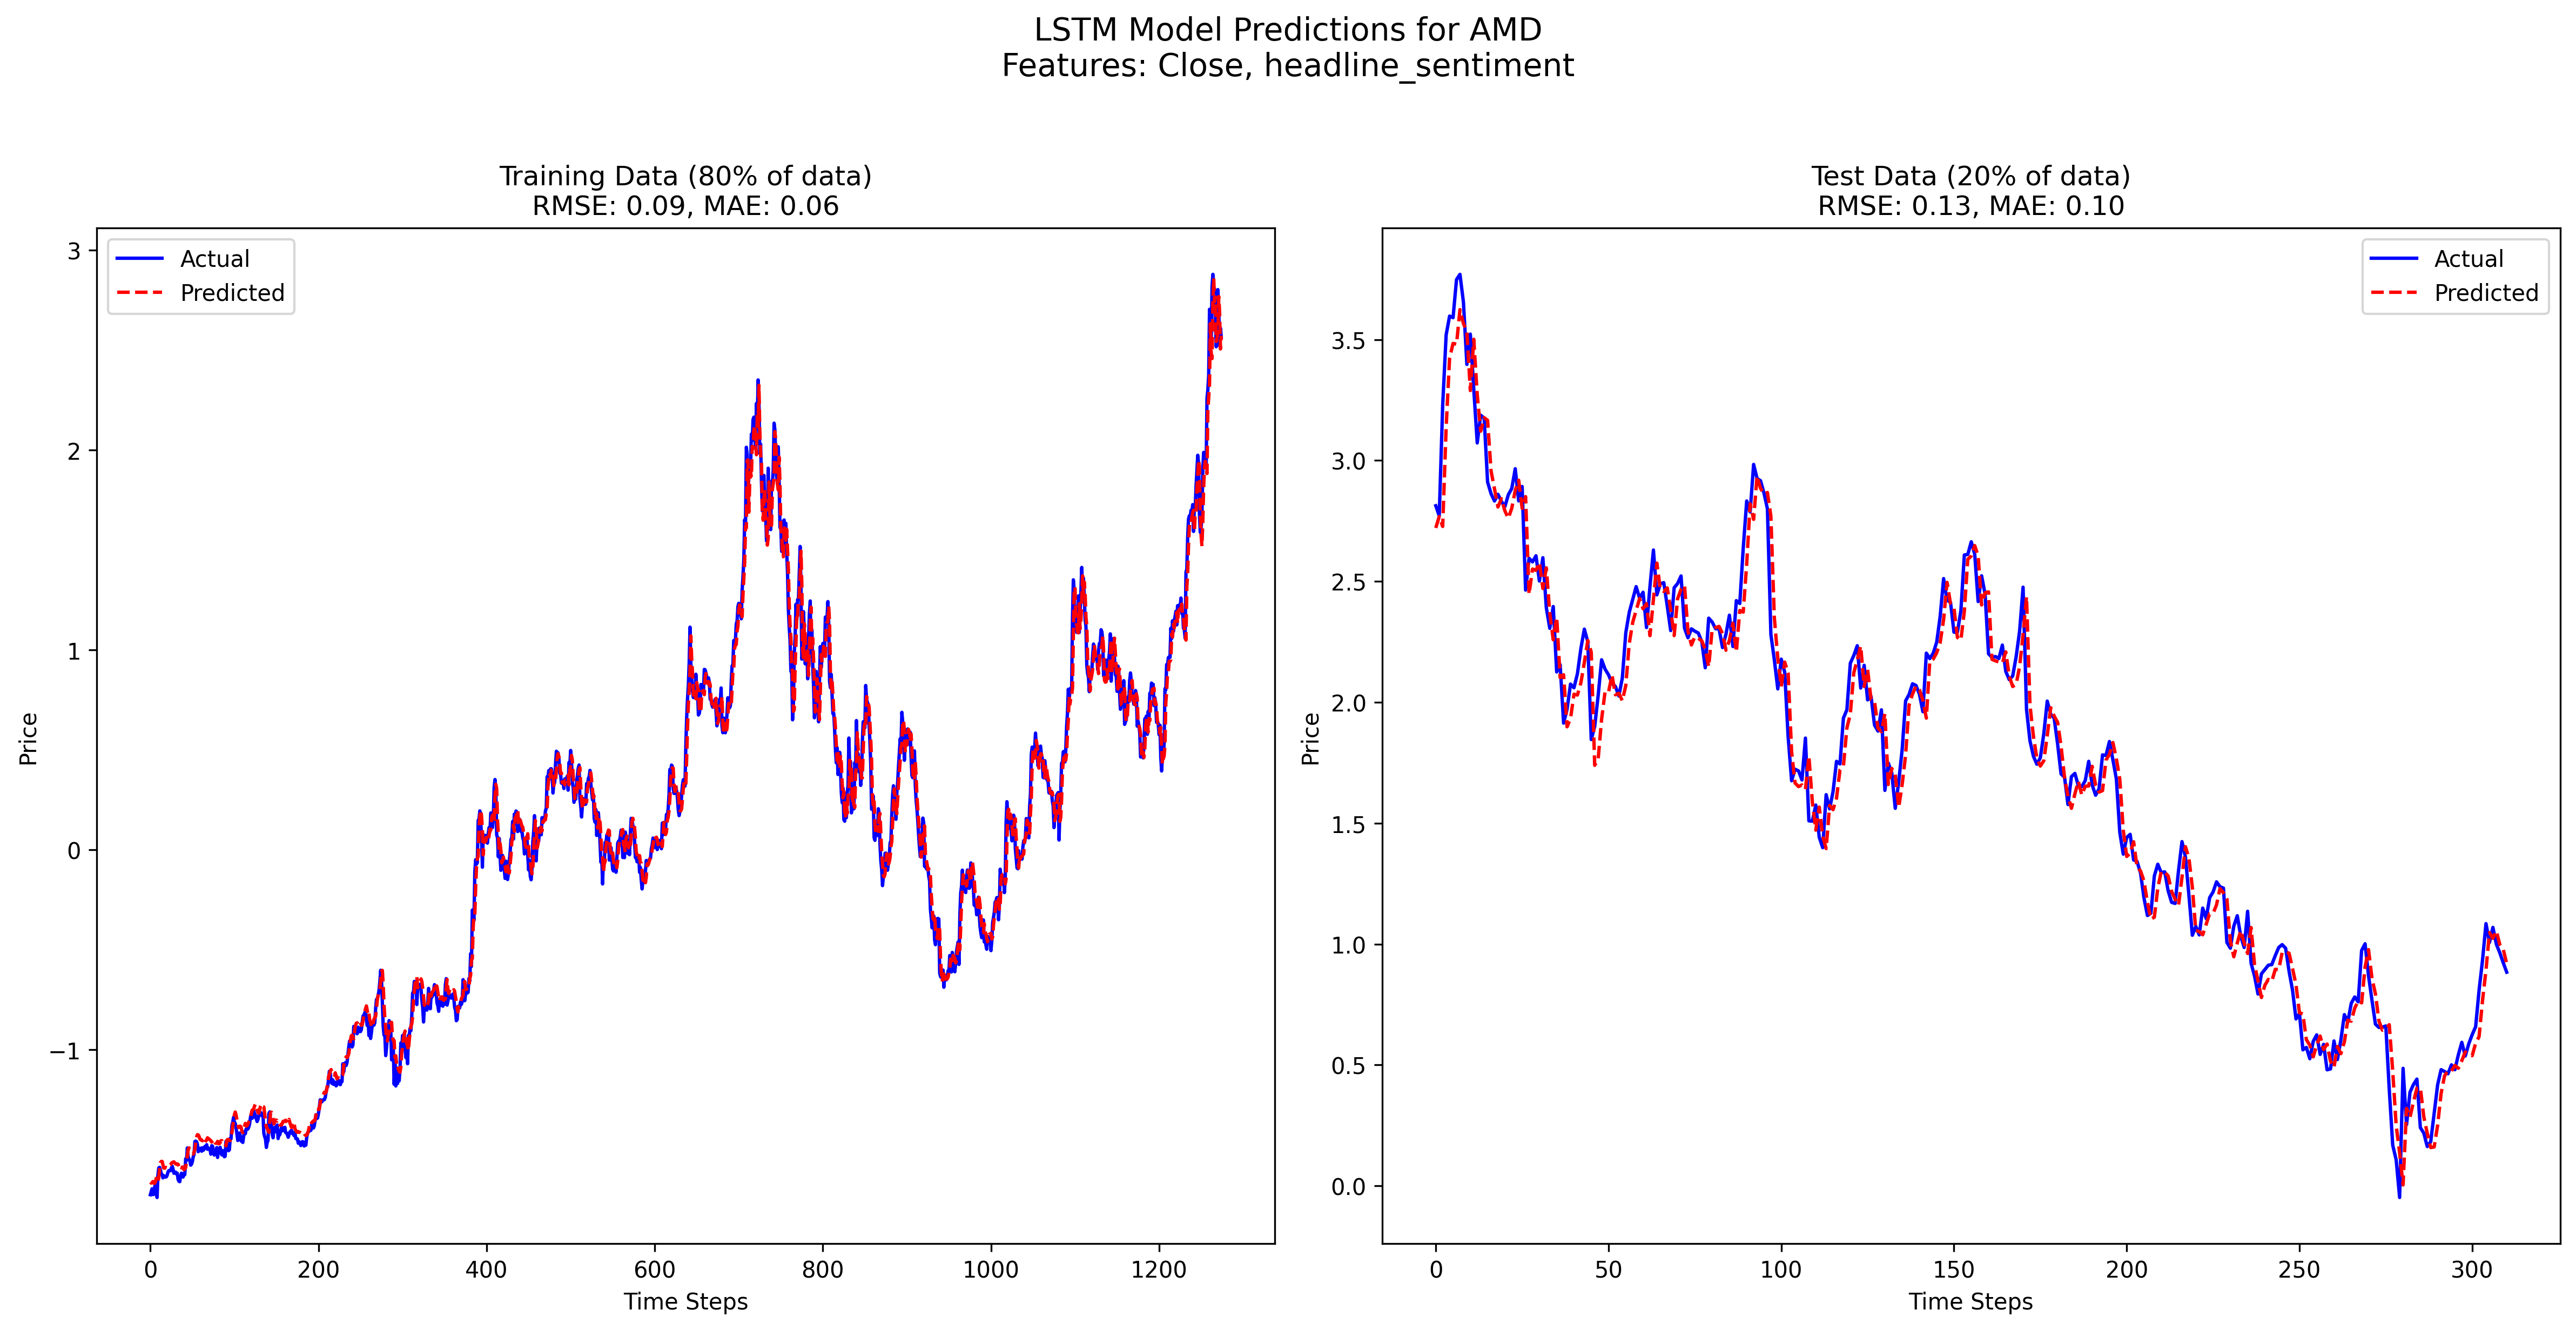 LSTM Model Predictions for AMD
Features: Close, headline_sentiment
Training Data (80% of data)
RMSE: 0.09, MAE: 0.06
Actual
Predicted
3
2
1
0
−1
Price
0 200 400 600 800 1000 1200
Time Steps
Test Data (20% of data)
RMSE: 0.13, MAE: 0.10
Actual
Predicted
3.5
3.0
2.5
2.0
1.5
1.0
0.5
0.0
Price
0 50 100 150 200 250 300
Time Steps